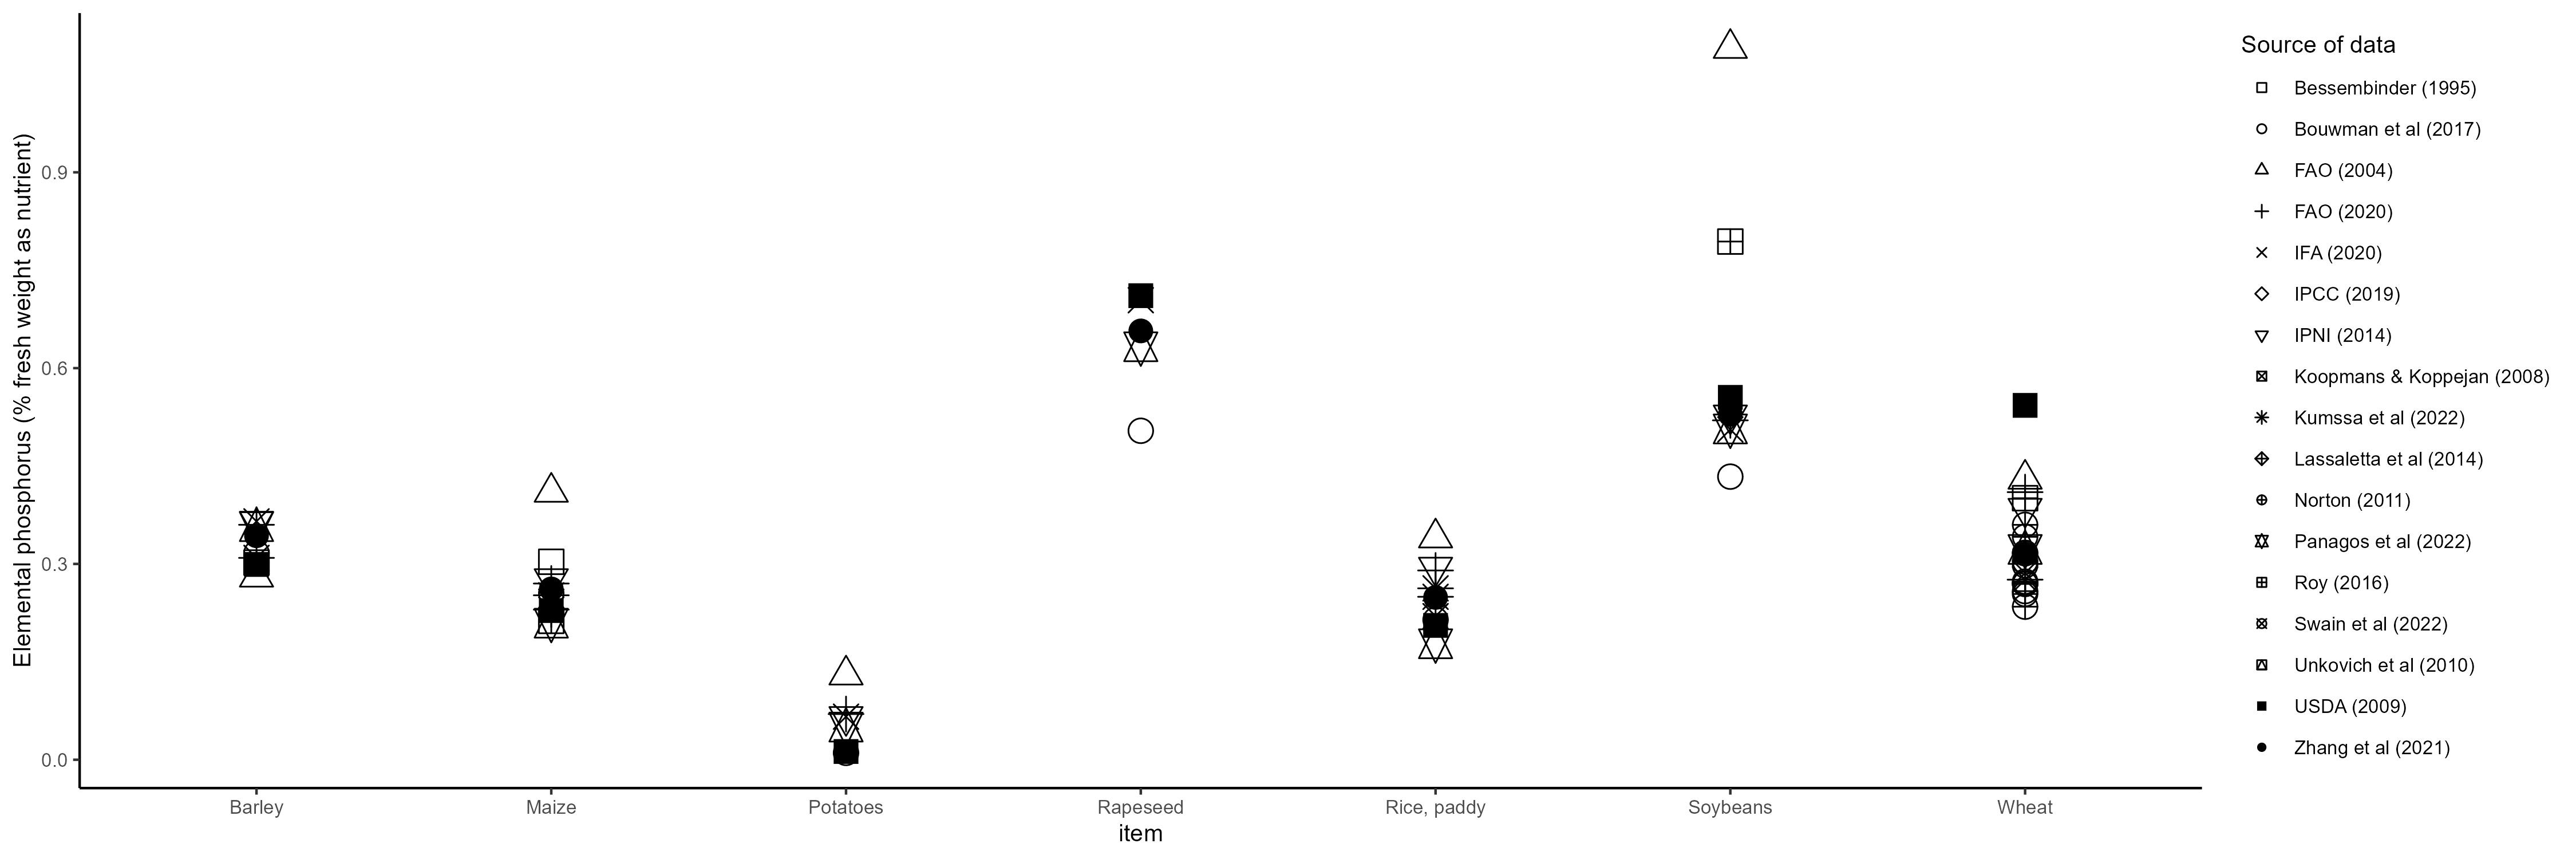 Elemental phosphorus (% fresh weight as nutrient)
0.9
0.6
0.3
0.0
Barley
Maize
Potatoes
Rapeseed
Rice, paddy
Soybeans
Wheat
item
Source of data
Bessembinder (1995)
Bouwman et al (2017)
FAO (2004)
FAO (2020)
IFA (2020)
IPCC (2019)
IPNI (2014)
Koopmans & Koppejan (2008)
Kumssa et al (2022)
Lassaletta et al (2014)
Norton (2011)
Panagos et al (2022)
Roy (2016)
Swain et al (2022)
Unkovich et al (2010)
USDA (2009)
Zhang et al (2021)